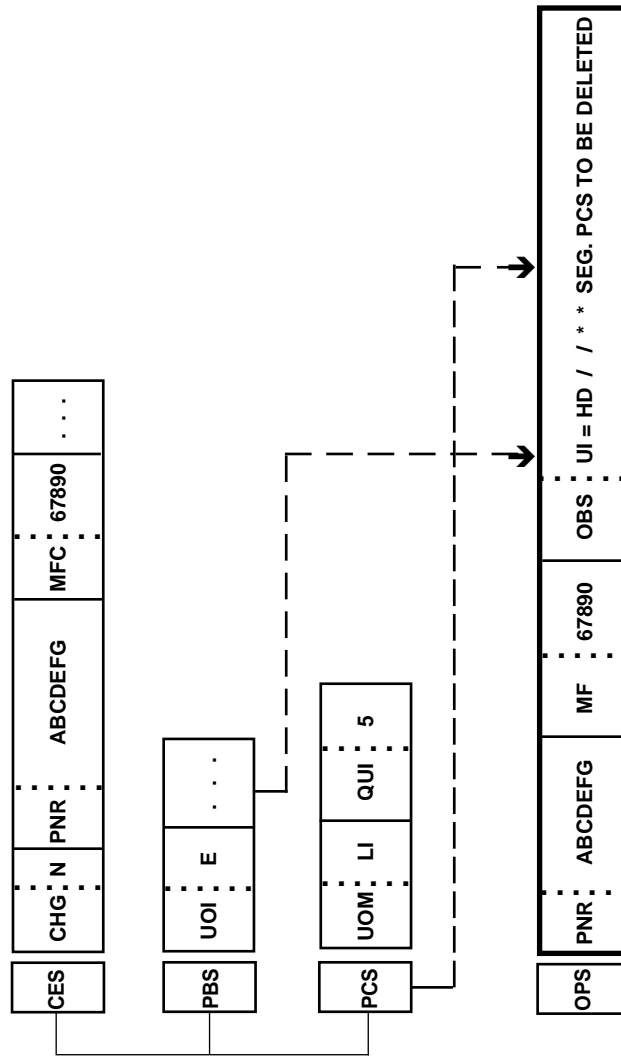 CES CHG N PNR ABCDEFG MFC 67890 . . .
PBS UOI E . . .
PCS UOM LI QUI 5
OPS PNR ABCDEFG MF 67890 OBS UI = HD / / * * SEG. PCS TO BE DELETED